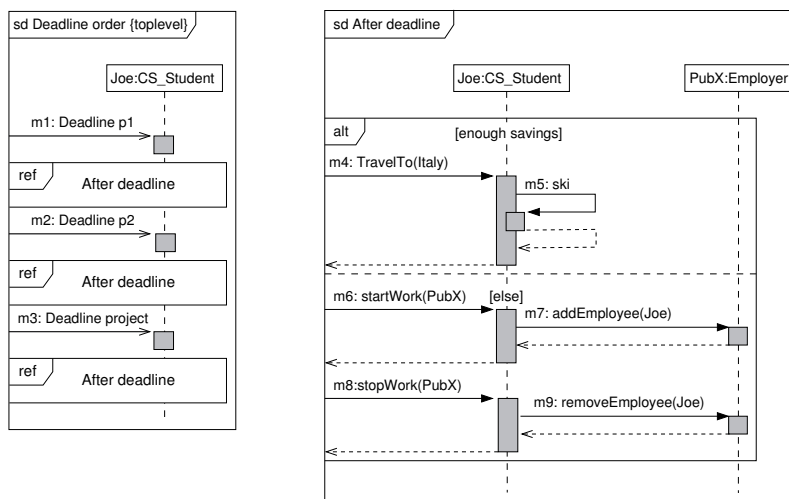 sd Deadline order {toplevel}
Joe:CS_Student
m1: Deadline p1
ref
After deadline
m2: Deadline p2
ref
After deadline
m3: Deadline project
ref
After deadline
sd After deadline
Joe:CS_Student
PubX:Employer
alt
[enough savings]
m4: TravelTo(Italy)
m5: ski
m6: startWork(PubX)
[else]
m7: addEmployee(Joe)
m8:stopWork(PubX)
m9: removeEmployee(Joe)